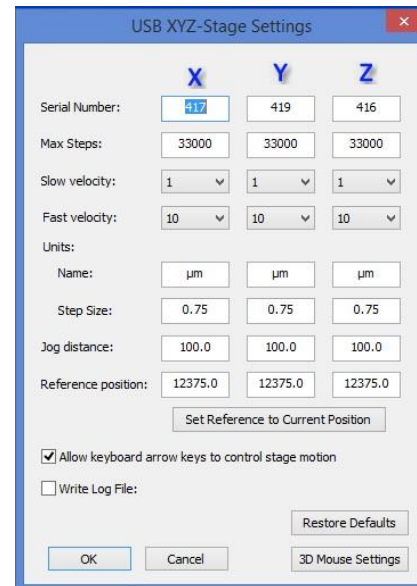 USB XYZ-Stage Settings
X Y Z
Serial Number: 417 419 416
Max Steps: 33000 33000 33000
Slow velocity: 1 1 1
Fast velocity: 10 10 10
Units:
Name: µm µm µm
Step Size: 0.75 0.75 0.75
Jog distance: 100.0 100.0 100.0
Reference position: 12375.0 12375.0 12375.0
Set Reference to Current Position
Allow keyboard arrow keys to control stage motion
Write Log File:
Restore Defaults
OK Cancel 3D Mouse Settings